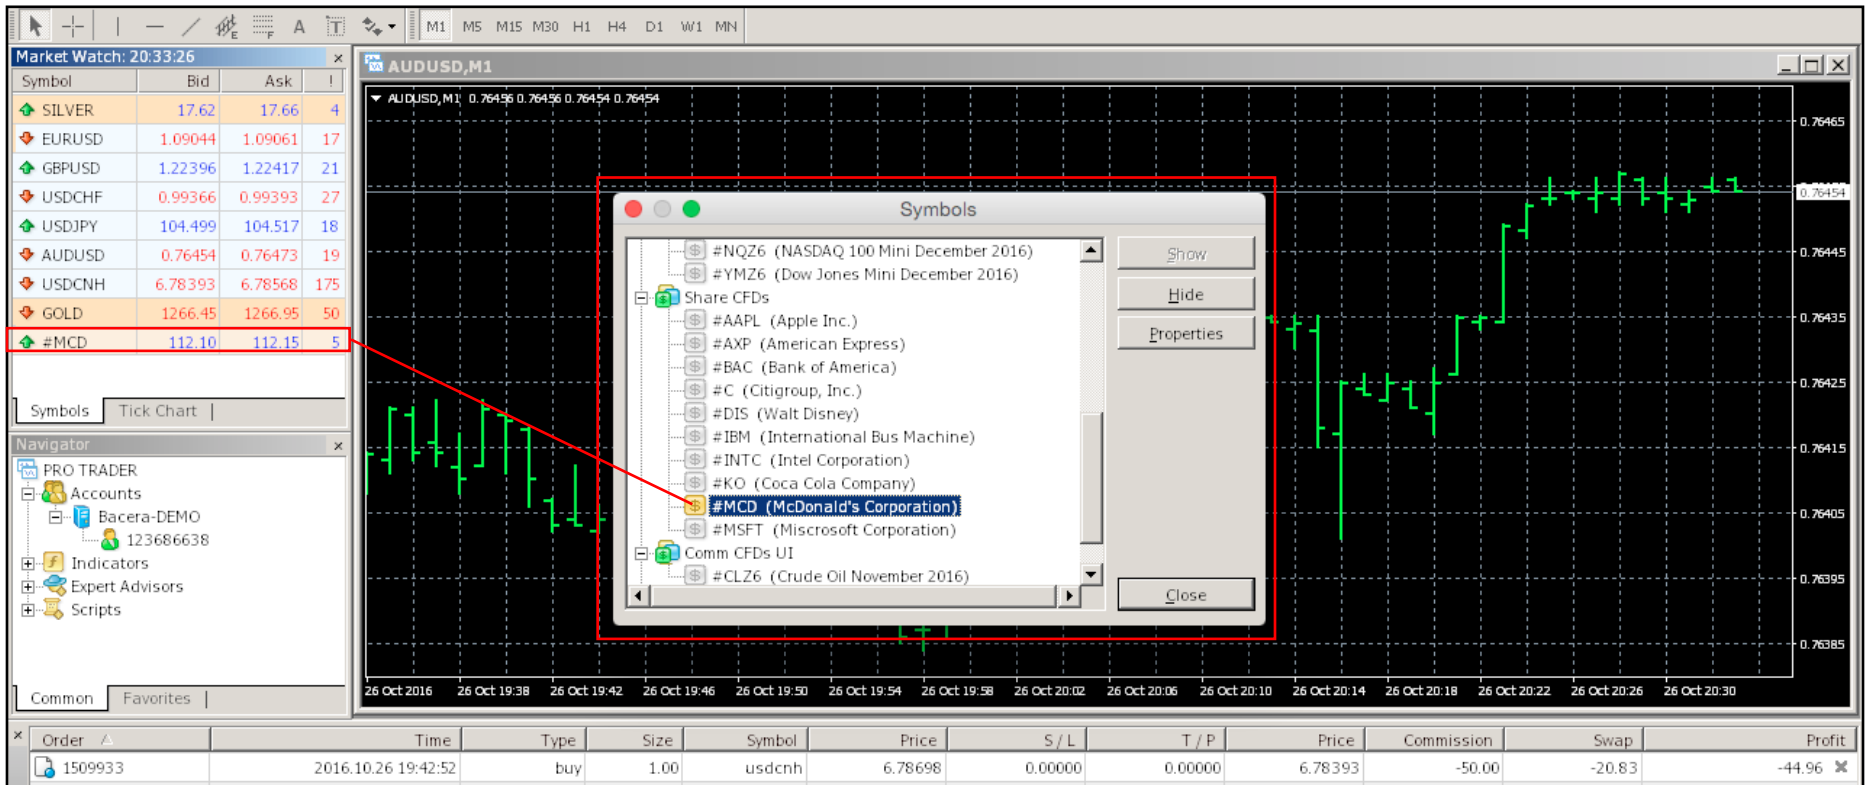 E F A T M1 M5 M15 M30 H1 H4 D1 W1 MN
Market Watch: 20:33:26
Symbol Bid Ask !
SILVER 17.62 17.66 4
EURUSD 1.09044 1.09061 17
GBPUSD 1.22396 1.22417 21
USDCHF 0.99366 0.99393 27
USDJPY 104.499 104.517 18
AUDUSD 0.76454 0.76473 19
USDCNH 6.78393 6.78568 175
GOLD 1266.45 1266.95 50
#MCD 112.10 112.15 5
Symbols Tick Chart
Navigator
PRO TRADER
Accounts
Bacera-DEMO
123686638
Indicators
Expert Advisors
Scripts
Common Favorites
AUDUSD,M1
AUDUSD,M1 0.76456 0.76456 0.76454 0.76454
0.76465
0.76454
0.76445
0.76435
0.76425
0.76415
0.76405
0.76395
0.76385
Symbols
#NQZ6 (NASDAQ 100 Mini December 2016)
#YMZ6 (Dow Jones Mini December 2016)
Share CFDs
#AAPL (Apple Inc.)
#AXP (American Express)
#BAC (Bank of America)
#C (Citigroup, Inc.)
#DIS (Walt Disney)
#IBM (International Bus Machine)
#INTC (Intel Corporation)
#KO (Coca Cola Company)
#MCD (McDonald's Corporation)
#MSFT (Miscrosoft Corporation)
Comm CFDs UI
#CLZ6 (Crude Oil November 2016)
Show
Hide
Properties
Close
26 Oct 2016 26 Oct 19:38 26 Oct 19:42 26 Oct 19:46 26 Oct 19:50 26 Oct 19:54 26 Oct 19:58 26 Oct 20:02 26 Oct 20:06 26 Oct 20:10 26 Oct 20:14 26 Oct 20:18 26 Oct 20:22 26 Oct 20:26 26 Oct 20:30
Order Time Type Size Symbol Price S / L T / P Price Commission Swap Profit
1509933 2016.10.26 19:42:52 buy 1.00 usdcnh 6.78698 0.00000 0.00000 6.78393 -50.00 -20.83 -44.96